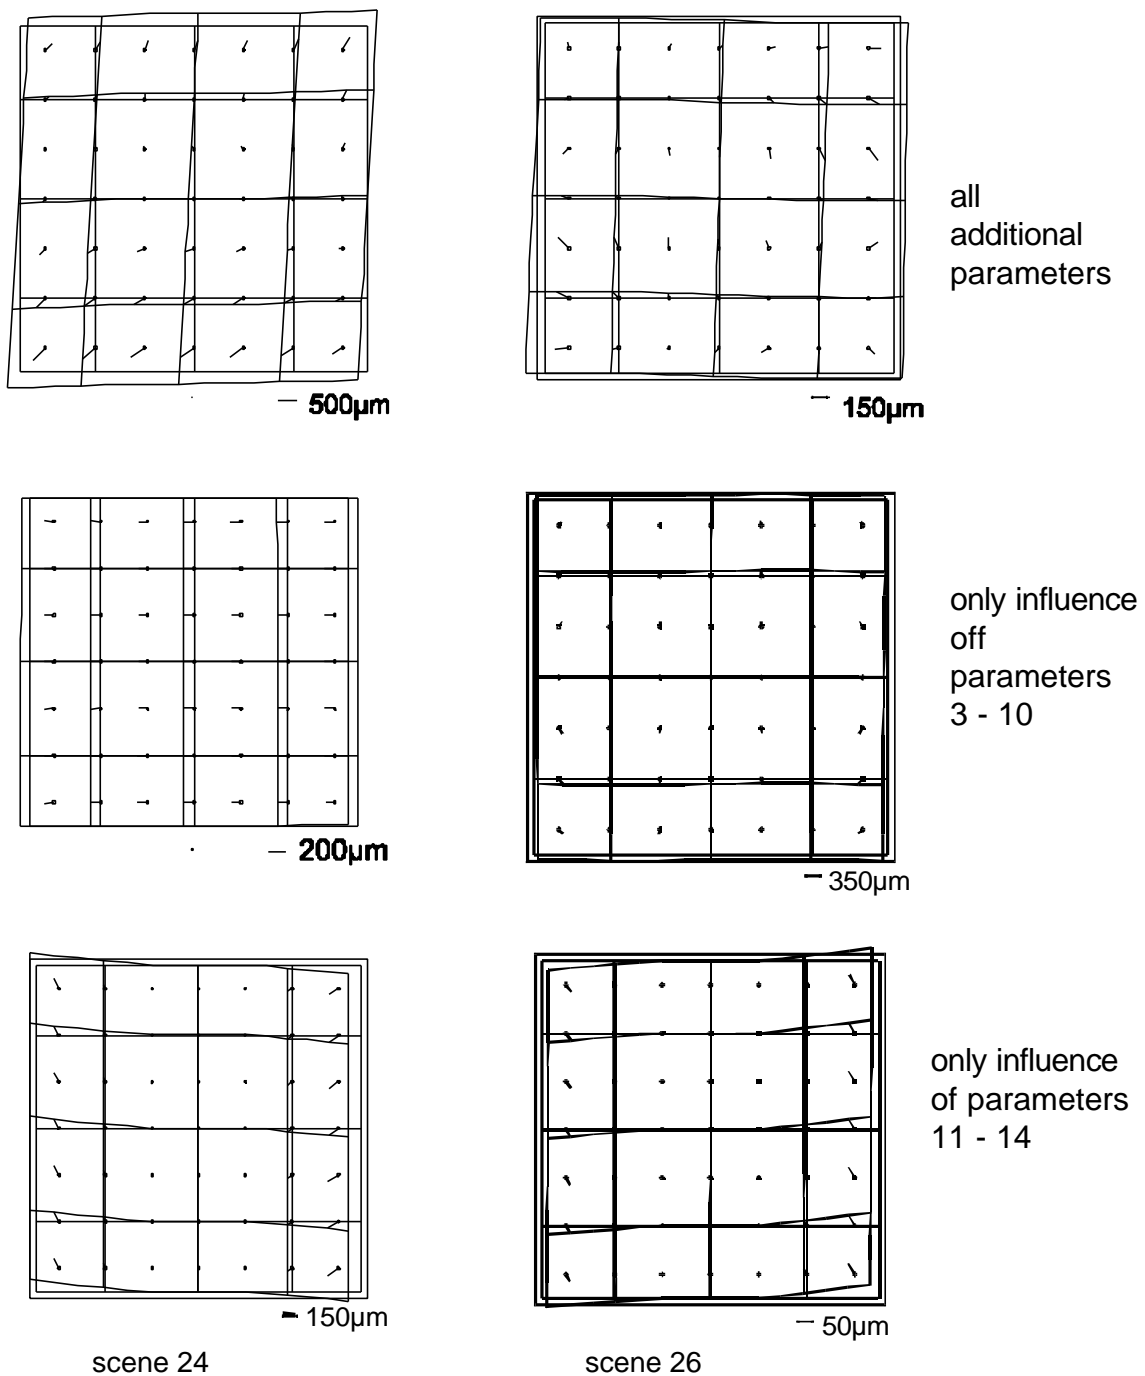 all
additional
parameters
500µm
150µm
only influence
off
parameters
3 - 10
200µm
350µm
only influence
of parameters
11 - 14
150µm
50µm
scene 24
scene 26